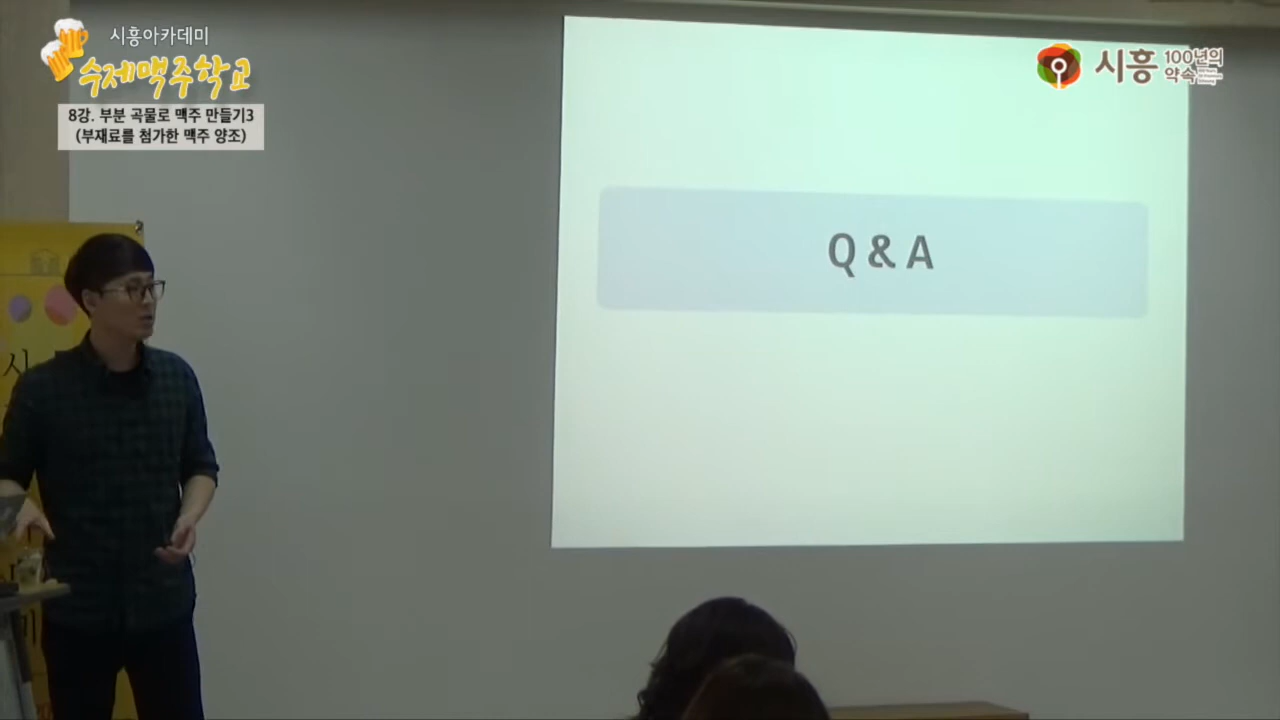 시흥아카데미
수제맥주학교
8강. 부분 곡물로 맥주 만들기3
(부재료를 첨가한 맥주 양조)
시흥 100년의
약속
Q & A
시